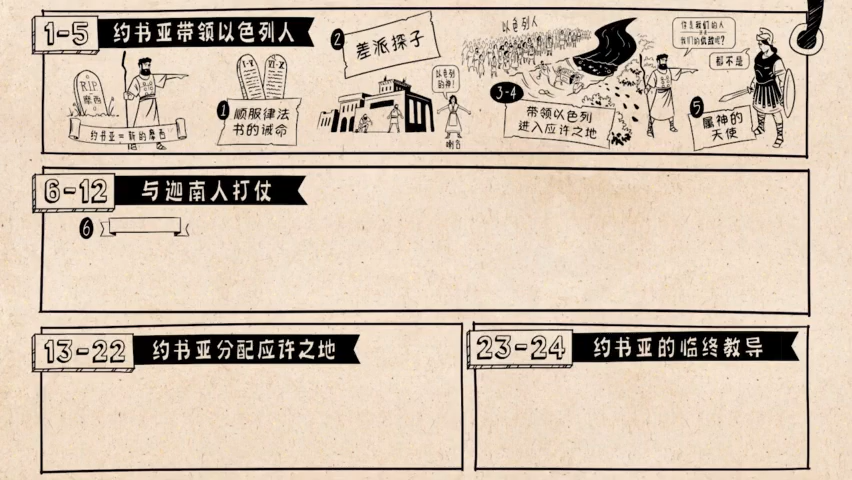 1-5 约书亚带领以色列人
RIP
摩西
约书亚=新的摩西
I-V VI-X
1 顺服律法
书的诫命
2 差派探子
以色列
的神!
喇合
以色列人
3-4
带领以色列
进入应许之地
你是我们的人
还是
我们的仇敌呢?
都不是
5 属神的
天使
6-12 与迦南人打仗
6
13-22 约书亚分配应许之地
23-24 约书亚的临终教导